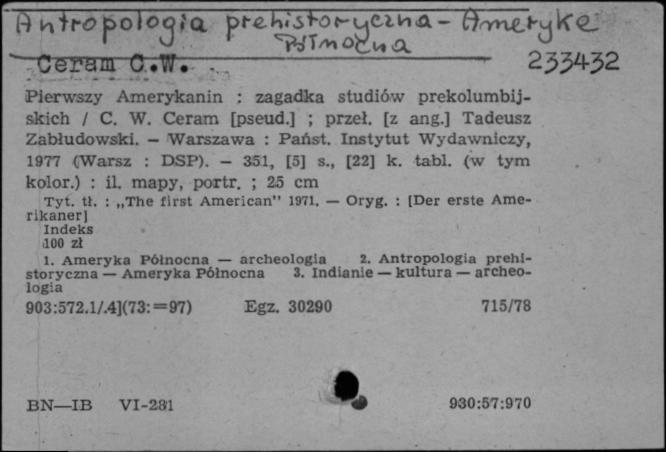 Antropologia prehistoryczna - Ameryke
Północna
Ceram C.W.
233432
Pierwszy Amerykanin : zagadka studiów prekolumbij-
skich / C. W. Ceram [pseud.] ; przeł. [z ang.] Tadeusz
Zabłudowski. — Warszawa : Państ. Instytut Wydawniczy,
1977 (Warsz : DSP). — 351, [5] s., [22] k. tabl. (w tym
kolor.) : il. mapy, portr. ; 25 cm
Tyt. tł. : „The first American" 1971. — Oryg. : [Der erste Ame-
rikaner]
Indeks
100 zł
1. Ameryka Północna — archeologia 2. Antropologia prehi-
storyczna — Ameryka Północna 3. Indianie — kultura — archeo-
logia
903:572.1/.4](73:=97) Egz. 30290 715/78
BN—IB VI-281 930:57:970